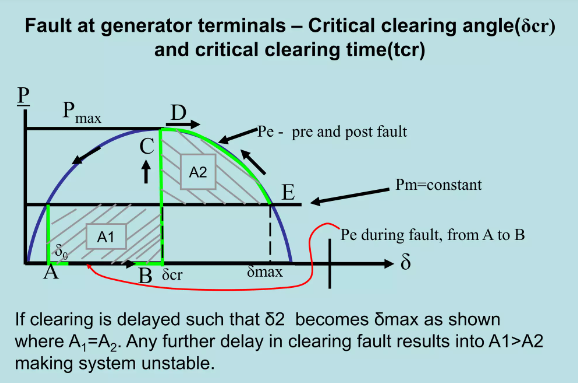 Fault at generator terminals – Critical clearing angle(δcr)
and critical clearing time(tcr)
P
Pmax
D
Pe - pre and post fault
C
A2
E
Pm=constant
A1
Pe during fault, from A to B
δ0
A
B
δcr
δmax
δ
If clearing is delayed such that δ2 becomes δmax as shown
where A1=A2. Any further delay in clearing fault results into A1>A2
making system unstable.